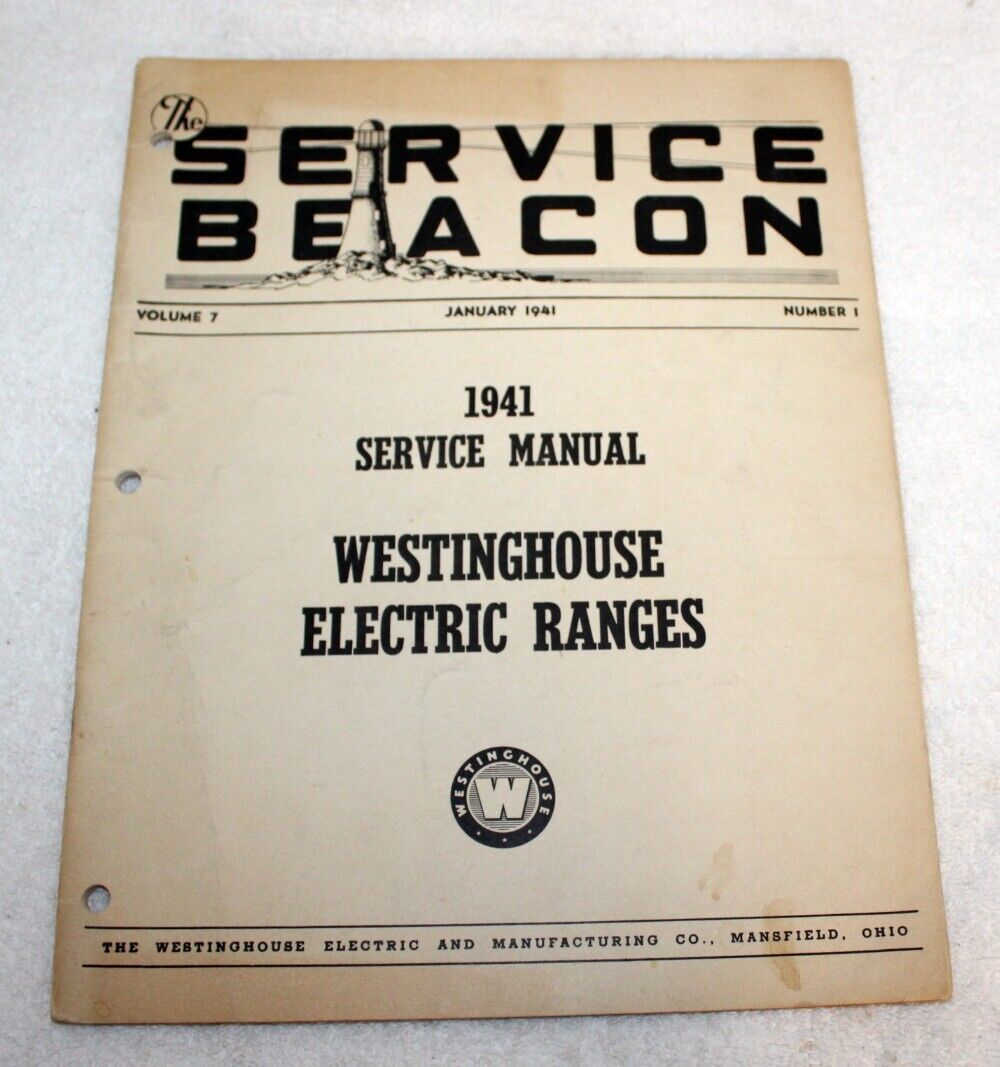 The
SERVICE
BEACON
VOLUME 7 JANUARY 1941 NUMBER 1
1941
SERVICE MANUAL
WESTINGHOUSE
ELECTRIC RANGES
WESTINGHOUSE
W
THE WESTINGHOUSE ELECTRIC AND MANUFACTURING CO., MANSFIELD, OHIO